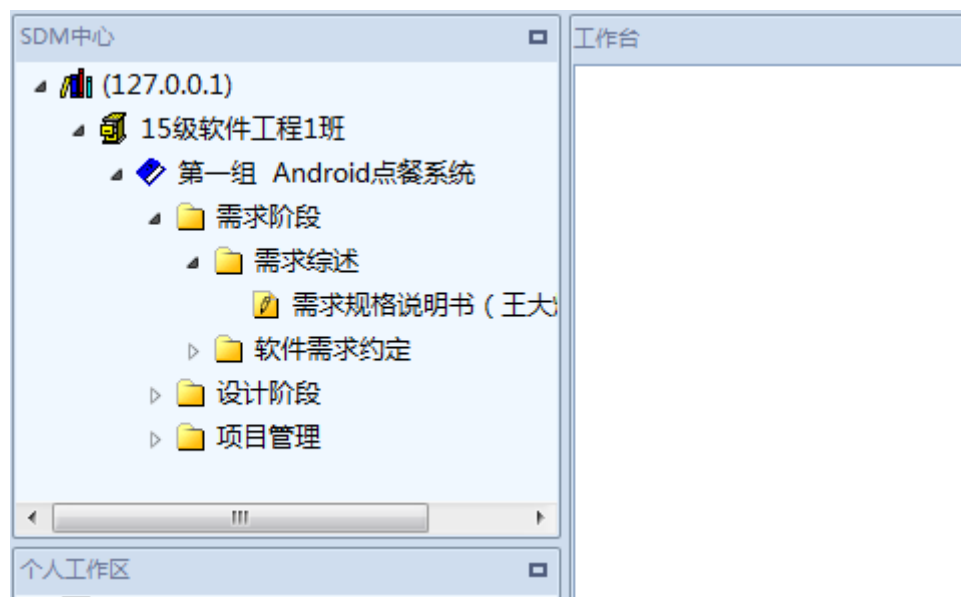 SDM中心
工作台
(127.0.0.1)
15级软件工程1班
第一组 Android点餐系统
需求阶段
需求综述
需求规格说明书（王大
软件需求约定
设计阶段
项目管理
个人工作区